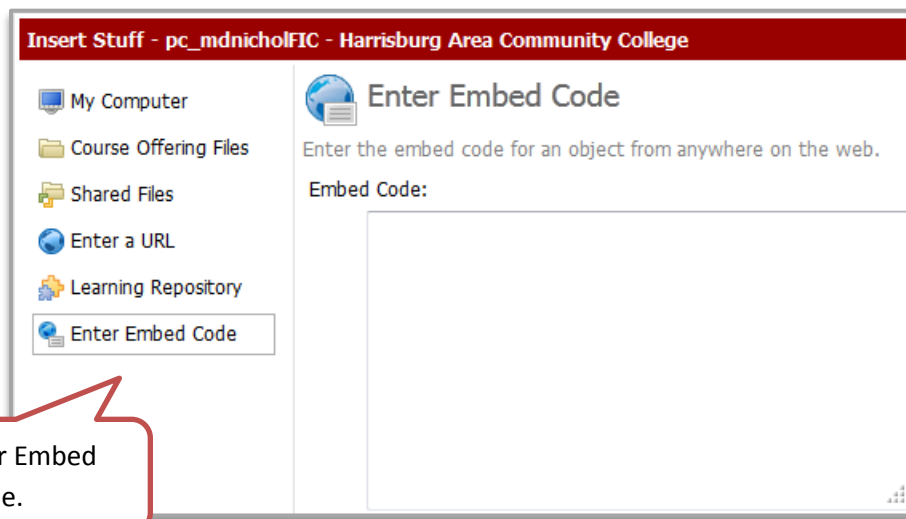 Insert Stuff - pc_mdnicholFIC - Harrisburg Area Community College
My Computer
Course Offering Files
Shared Files
Enter a URL
Learning Repository
Enter Embed Code
Enter Embed Code
Enter the embed code for an object from anywhere on the web.
Embed Code:
r Embed
e.